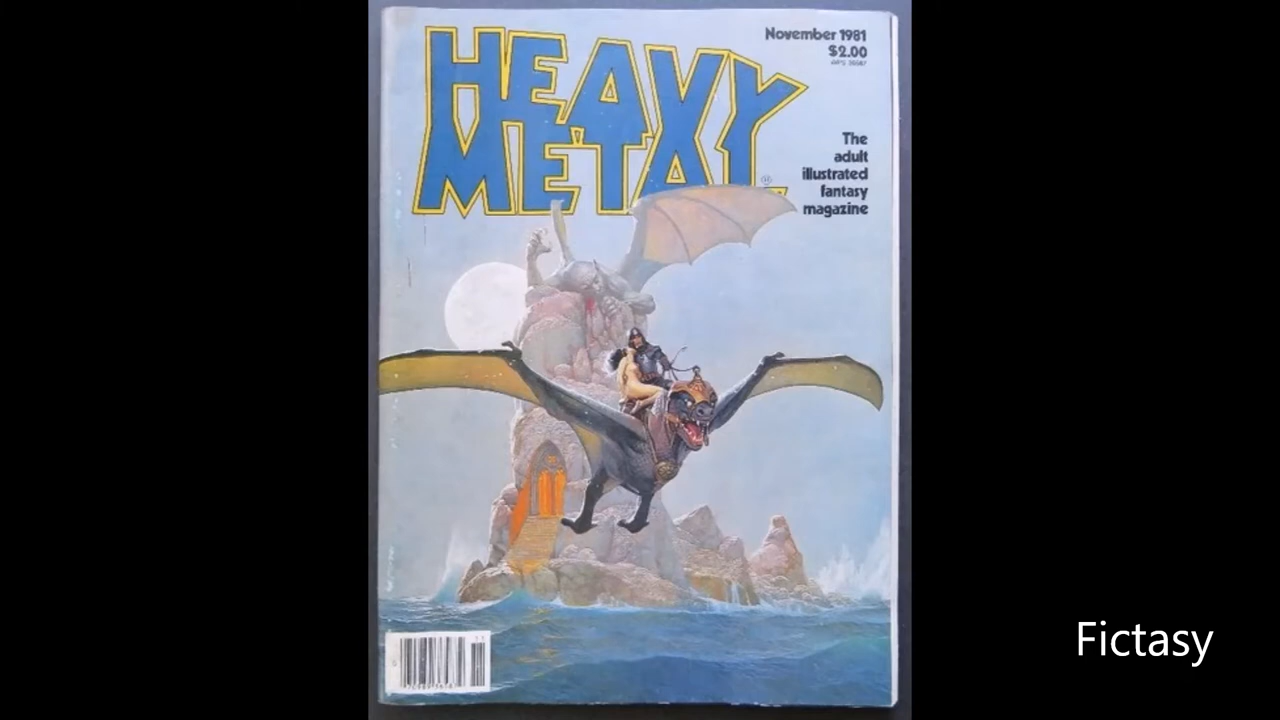 HEAVY
METAL
November 1981
$2.00
The
adult
illustrated
fantasy
magazine
Fictasy